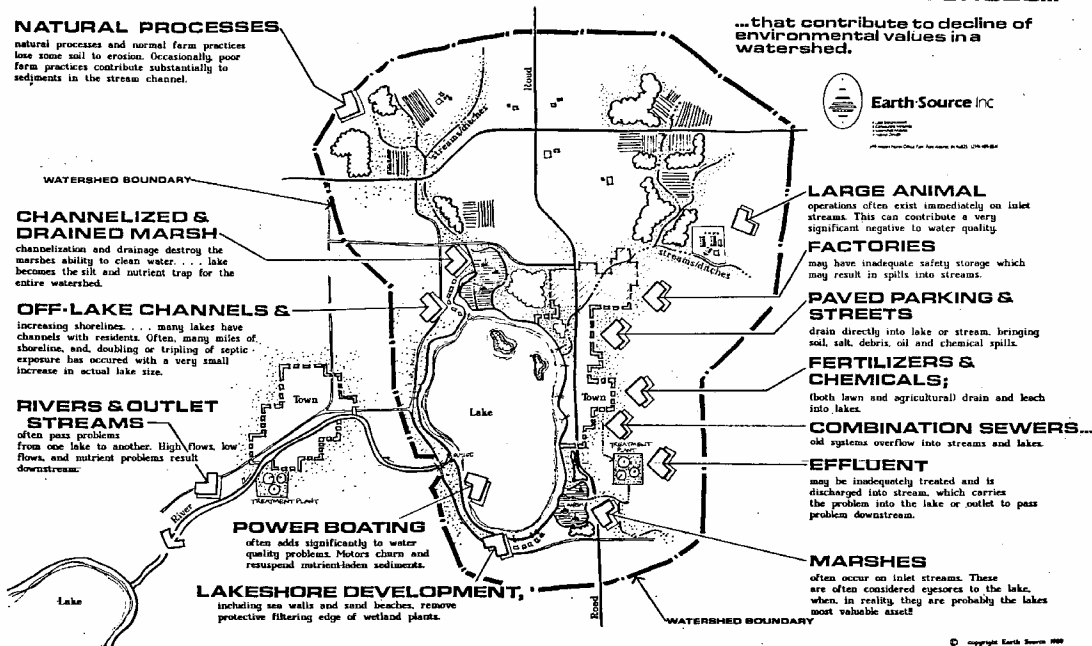 ...that contribute to decline of
environmental values in a
watershed.
Earth·Source Inc
NATURAL PROCESSES
natural processes and normal farm practices
lose some soil to erosion. Occasionally, poor
farm practices contribute substantially to
sediments in the stream channel.
WATERSHED BOUNDARY
CHANNELIZED &
DRAINED MARSH
channelization and drainage destroy the
marshes ability to clean water. . . . lake
becomes the silt and nutrient trap for the
entire watershed.
OFF-LAKE CHANNELS &
increasing shorelines. . . . many lakes have
channels with residents. Often, many miles of
shoreline, and, doubling or tripling of septic
exposure has occured with a very small
increase in actual lake size.
RIVERS & OUTLET
STREAMS
often pass problems
from one lake to another. High flows, low
flows, and nutrient problems result
downstream.
POWER BOATING
often adds significantly to water
quality problems. Motors churn and
resuspend nutrient-laden sediments.
LAKESHORE DEVELOPMENT,
including sea walls and sand beaches, remove
protective filtering edge of wetland plants.
LARGE ANIMAL
operations often exist immediately on inlet
streams. This can contribute a very
significant negative to water quality.
FACTORIES
may have inadequate safety storage which
may result in spills into streams.
PAVED PARKING &
STREETS
drain directly into lake or stream, bringing
soil, salt, debris, oil and chemical spills.
FERTILIZERS &
CHEMICALS;
(both lawn and agricultural) drain and leech
into lakes.
COMBINATION SEWERS...
old systems overflow into streams and lakes.
EFFLUENT
may be inadequately treated and is
discharged into stream, which carries
the problem into the lake or outlet to pass
problem downstream.
MARSHES
often occur on inlet streams. These
are often considered eyesores to the lake,
when, in reality, they are probably the lakes
most valuable asset!!
WATERSHED BOUNDARY
Road
streams/ditches
streams/ditches
Town
Lake
Town
TREATMENT
PLANT
TREATMENT PLANT
River
Lake
Road
© copyright Earth Source 1988